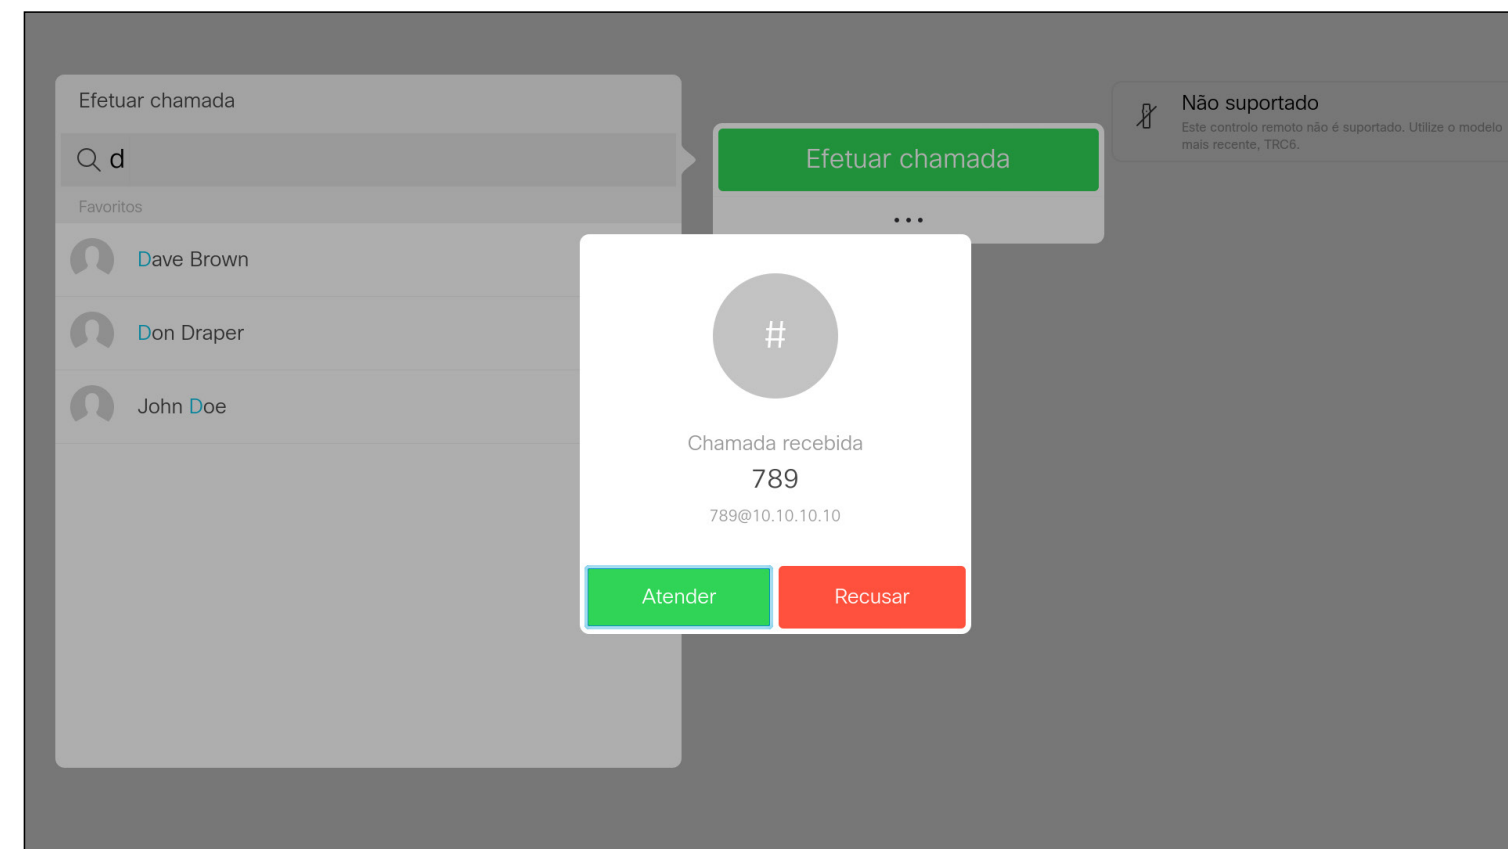 Efetuar chamada
d
Favoritos
Dave Brown
Don Draper
John Doe
Efetuar chamada
...
Não suportado
Este controlo remoto não é suportado. Utilize o modelo
mais recente, TRC6.
#
Chamada recebida
789
789@10.10.10.10
Atender
Recusar